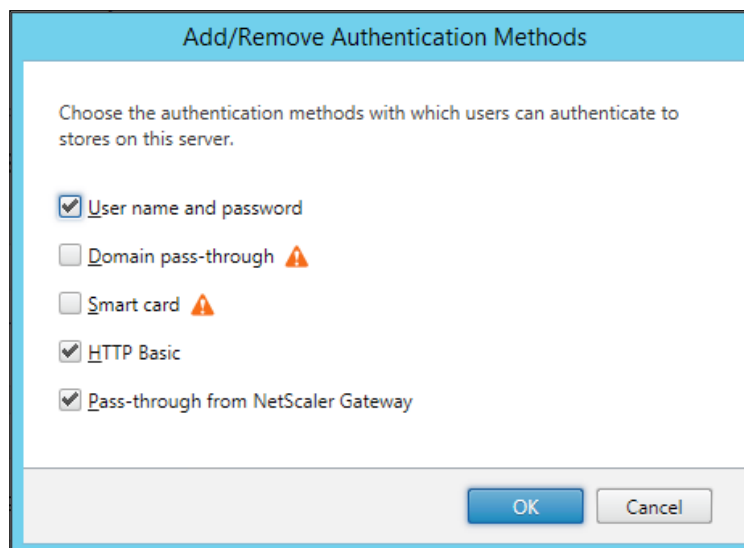 Add/Remove Authentication Methods
Choose the authentication methods with which users can authenticate to
stores on this server.
User name and password
Domain pass-through
Smart card
HTTP Basic
Pass-through from NetScaler Gateway
OK
Cancel